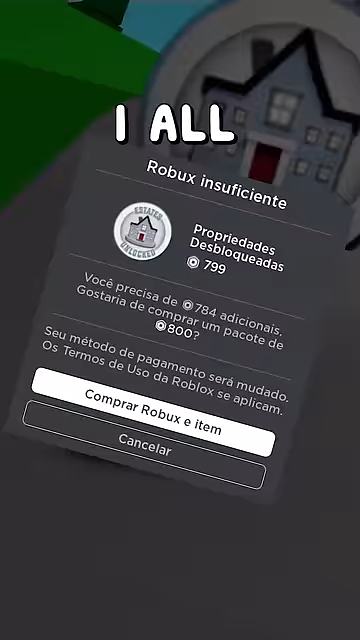 I ALL
Robux insuficiente
ESTATES
UNLOCKED
Propriedades
Desbloqueadas
799
Você precisa de 784 adicionais.
Gostaria de comprar um pacote de
800?
Seu método de pagamento será mudado.
Os Termos de Uso da Roblox se aplicam.
Comprar Robux e item
Cancelar